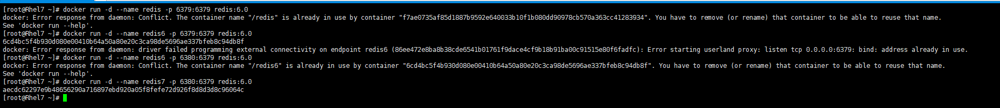 [root@Rhel7 ~]# docker run -d --name redis -p 6379:6379 redis:6.0
docker: Error response from daemon: Conflict. The container name "/redis" is already in use by container "f7ae0735af85d1887b9592e640033b10f1b080dd90978cb570a363cc41283934". You have to remove (or rename) that container to be able to reuse that name.
See 'docker run --help'.
[root@Rhel7 ~]# docker run -d --name redis6 -p 6379:6379 redis:6.0
6cd4bc5f4b930d080e00410b64a50a80e20c3ca98de5696ae337bfeb8c94db8f
docker: Error response from daemon: driver failed programming external connectivity on endpoint redis6 (86ee472e8ba8b38cde6541b01761f9dace4cf9b18b91ba00c91515e80f6fadfc): Error starting userland proxy: listen tcp 0.0.0.0:6379: bind: address already in use.
[root@Rhel7 ~]# docker run -d --name redis6 -p 6380:6379 redis:6.0
docker: Error response from daemon: Conflict. The container name "/redis6" is already in use by container "6cd4bc5f4b930d080e00410b64a50a80e20c3ca98de5696ae337bfeb8c94db8f". You have to remove (or rename) that container to be able to reuse that name.
See 'docker run --help'.
[root@Rhel7 ~]# docker run -d --name redis7 -p 6380:6379 redis:6.0
aecdc62297e9b48656290a716897ebd920a05f8fefe72d926f8d8d3d8c96064c
[root@Rhel7 ~]#